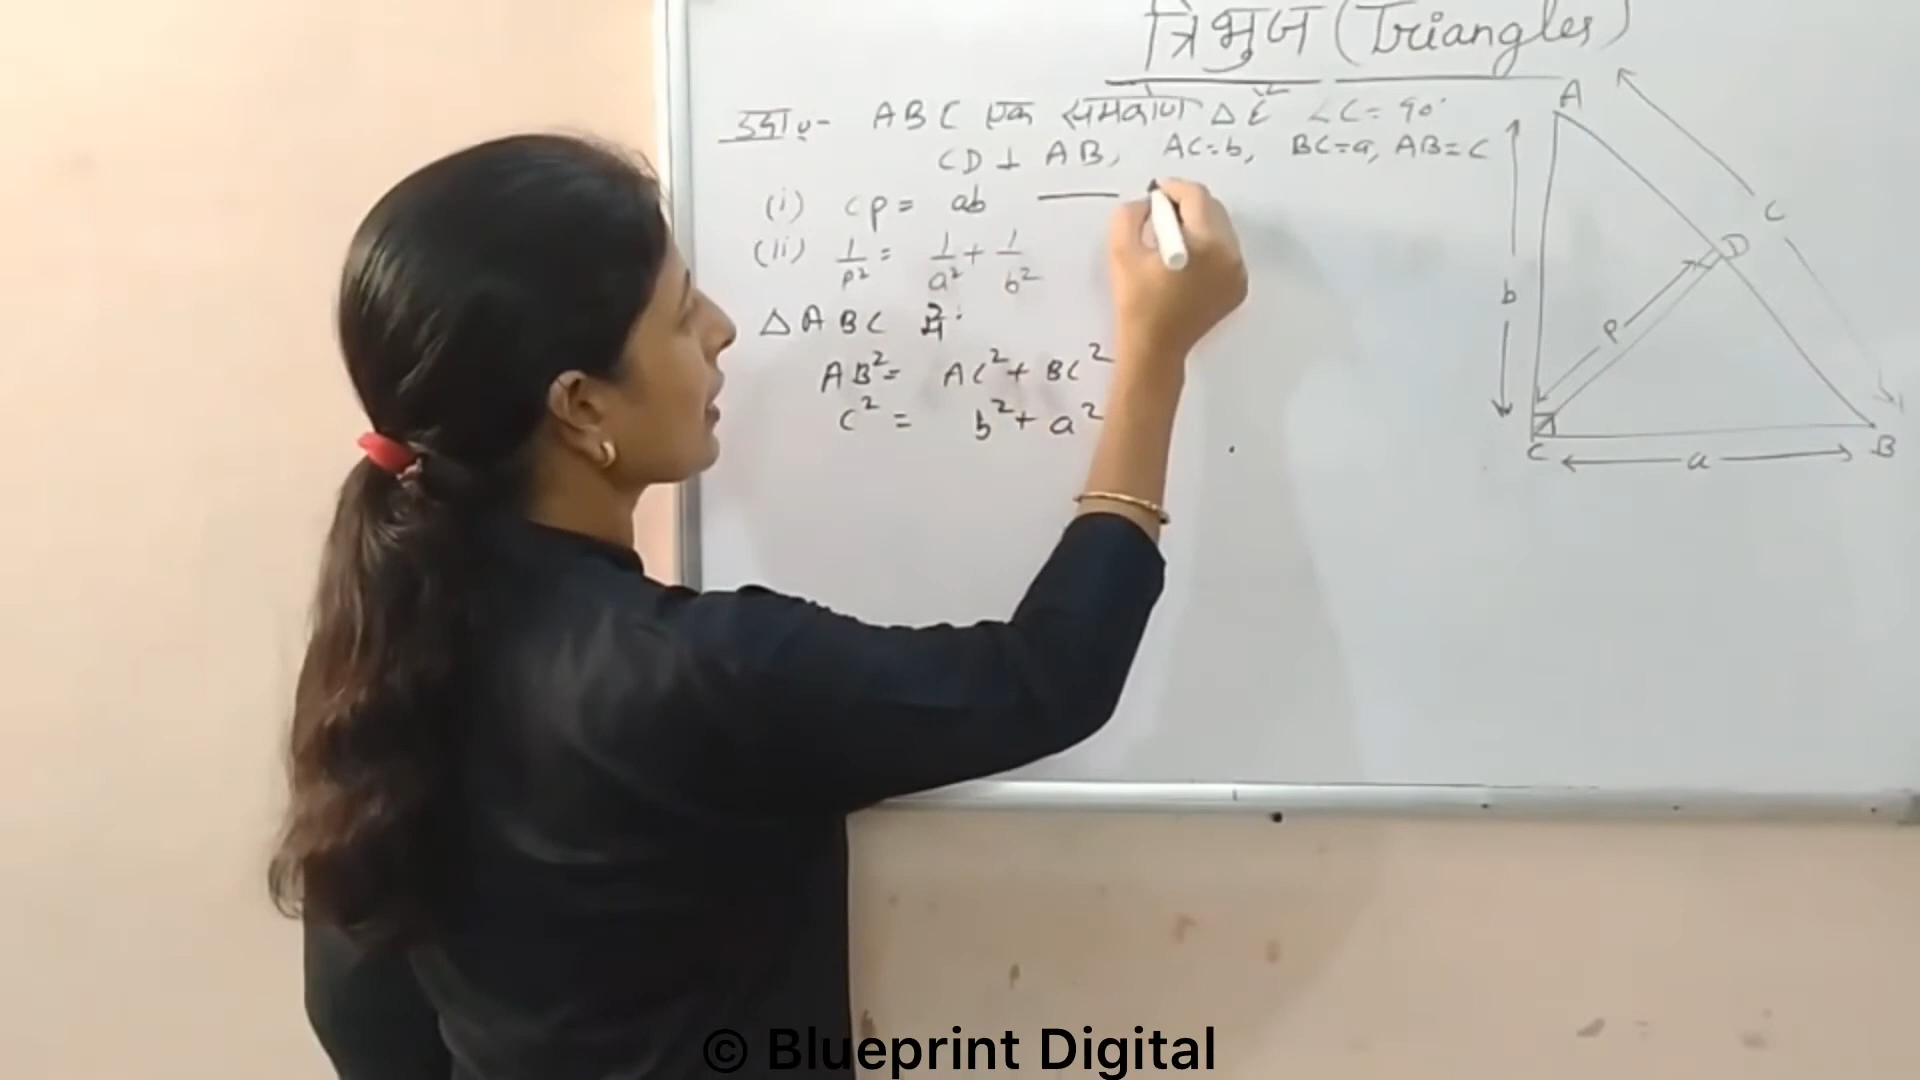 त्रिभुज (Triangles)
उदा०- ABC एक समकोण Δ है ∠C = 90°
CD ⊥ AB, AC=b, BC=a, AB=c
(i) cp = ab
(ii) 1/p² = 1/a² + 1/b²
Δ ABC में:
AB² = AC² + BC²
c² = b² + a²
A
C
D
b
P
C
a
B
© Blueprint Digital